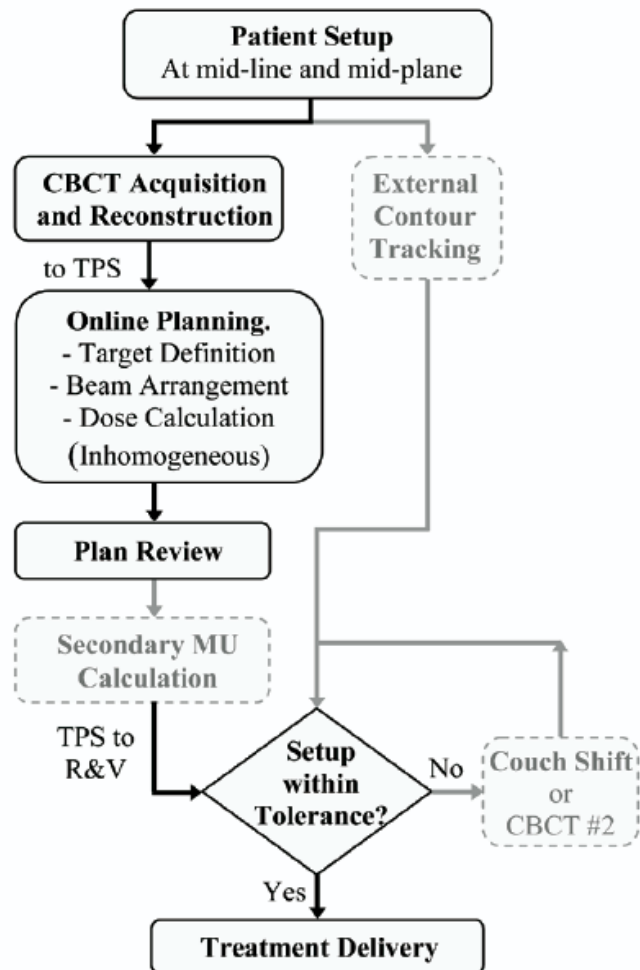 Patient Setup
At mid-line and mid-plane
CBCT Acquisition
and Reconstruction
External
Contour
Tracking
to TPS
Online Planning.
- Target Definition
- Beam Arrangement
- Dose Calculation
(Inhomogeneous)
Plan Review
Secondary MU
Calculation
TPS to
R&V
Setup
within
Tolerance?
No
Couch Shift
or
CBCT #2
Yes
Treatment Delivery